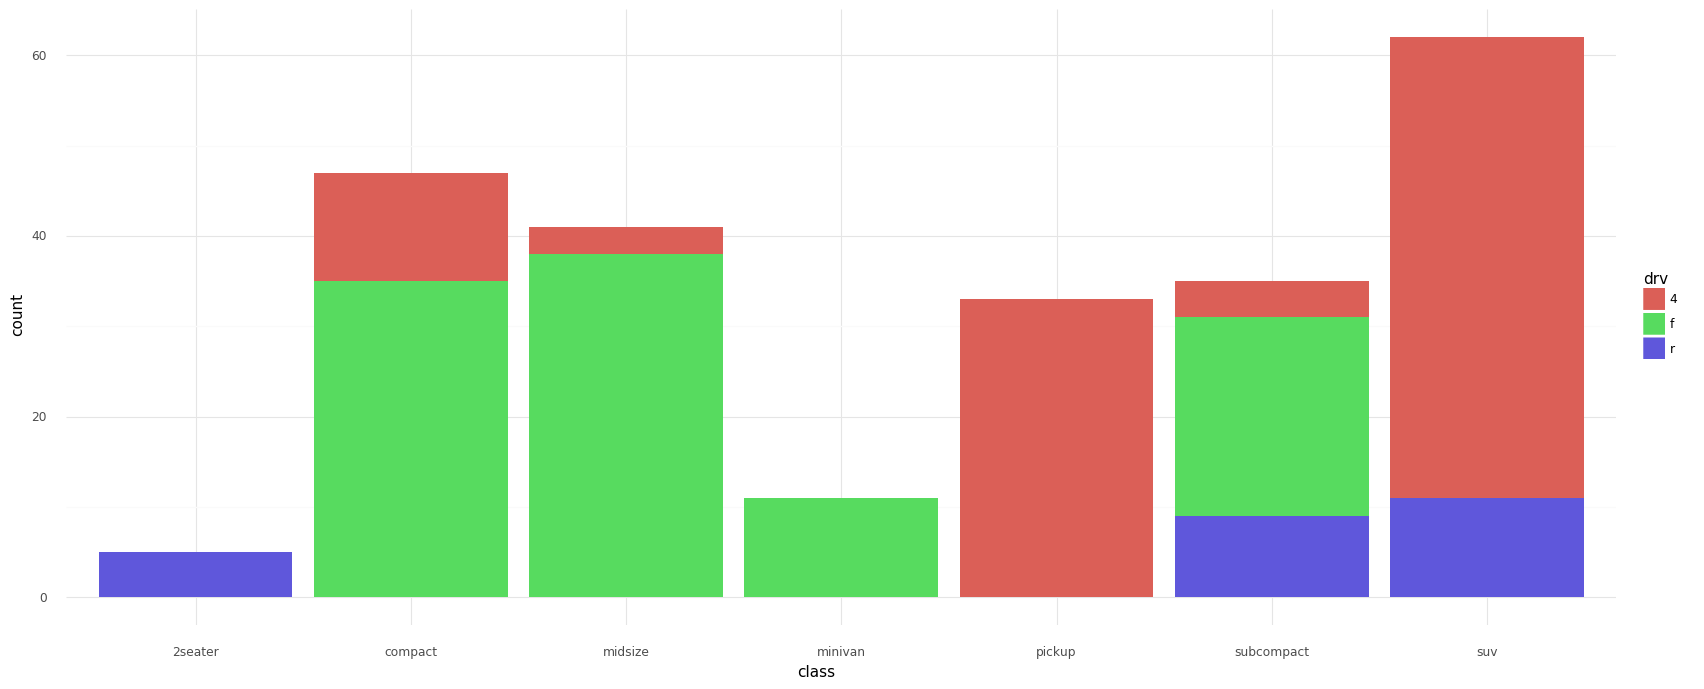 60
40
20
0
count
2seater compact midsize minivan pickup subcompact suv
class
drv
4
f
r